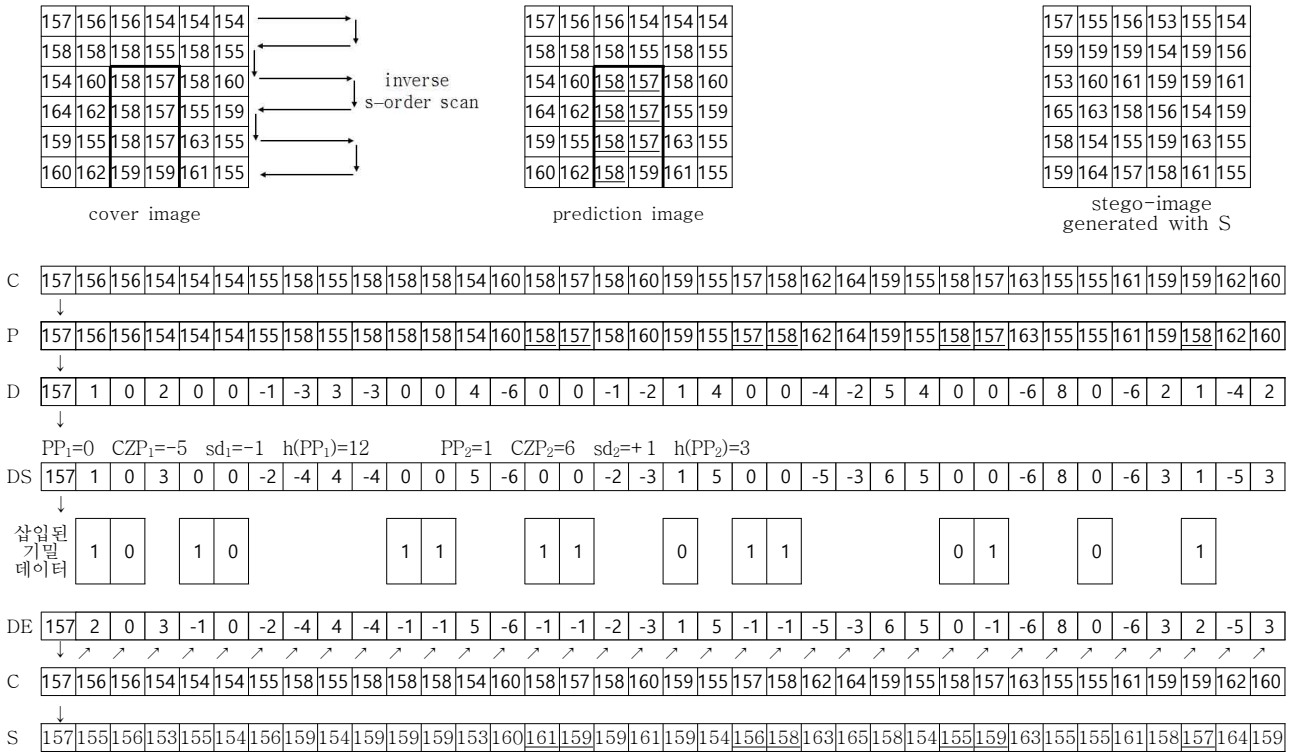 157 156 156 154 154 154
158 158 158 155 158 155
154 160 158 157 158 160
164 162 158 157 155 159
159 155 158 157 163 155
160 162 159 159 161 155
cover image
inverse
s-order scan
157 156 156 154 154 154
158 158 158 155 158 155
154 160 158 157 158 160
164 162 158 157 155 159
159 155 158 157 163 155
160 162 158 159 161 155
prediction image
157 155 156 153 155 154
159 159 159 154 159 156
153 160 161 159 159 161
165 163 158 156 154 159
158 154 155 159 163 155
159 164 157 158 161 155
stego-image
generated with S
C 157 156 156 154 154 154 155 158 155 158 158 158 154 160 158 157 158 160 159 155 157 158 162 164 159 155 158 157 163 155 155 161 159 159 162 160
↓
P 157 156 156 154 154 154 155 158 155 158 158 158 154 160 158 157 158 160 159 155 157 158 162 164 159 155 158 157 163 155 155 161 159 158 162 160
↓
D 157 1 0 2 0 0 -1 -3 3 -3 0 0 4 -6 0 0 -1 -2 1 4 0 0 -4 -2 5 4 0 0 -6 8 0 -6 2 1 -4 2
↓
PP₁=0 CZP₁=-5 sd₁=-1 h(PP₁)=12 PP₂=1 CZP₂=6 sd₂=+1 h(PP₂)=3
DS 157 1 0 3 0 0 -2 -4 4 -4 0 0 5 -6 0 0 -2 -3 1 5 0 0 -5 -3 6 5 0 0 -6 8 0 -6 3 1 -5 3
↓
삽입된
기밀
데이터
1 0 1 0 1 1 1 1 0 1 1 0 1 0 1
DE 157 2 0 3 -1 0 -2 -4 4 -4 -1 -1 5 -6 -1 -1 -2 -3 1 5 -1 -1 -5 -3 6 5 0 -1 -6 8 0 -6 3 2 -5 3
↓ ↗ ↗ ↗ ↗ ↗ ↗ ↗ ↗ ↗ ↗ ↗ ↗ ↗ ↗ ↗ ↗ ↗ ↗ ↗ ↗ ↗ ↗ ↗ ↗ ↗ ↗ ↗ ↗ ↗ ↗ ↗ ↗ ↗ ↗ ↗
C 157 156 156 154 154 154 155 158 155 158 158 158 154 160 158 157 158 160 159 155 157 158 162 164 159 155 158 157 163 155 155 161 159 159 162 160
↓
S 157 155 156 153 155 154 156 159 154 159 159 159 153 160 161 159 159 161 159 154 156 158 163 165 158 154 155 159 163 155 155 161 158 157 164 159